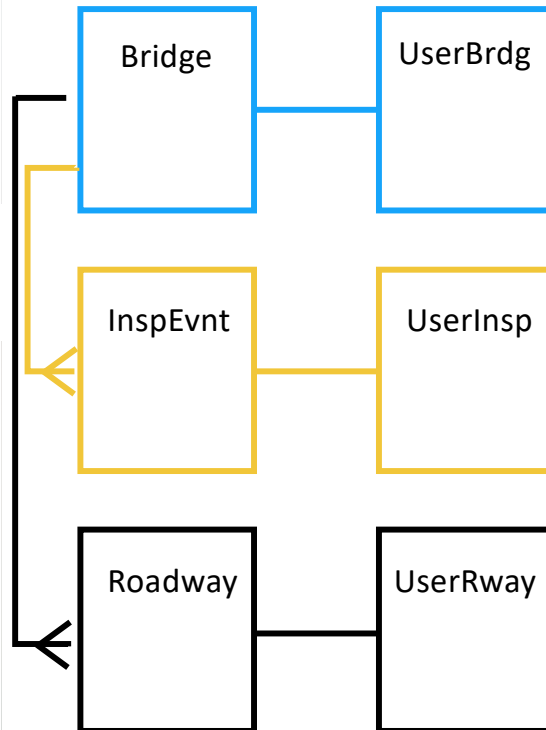 Bridge
UserBrdg
InspEvnt
UserInsp
Roadway
UserRway